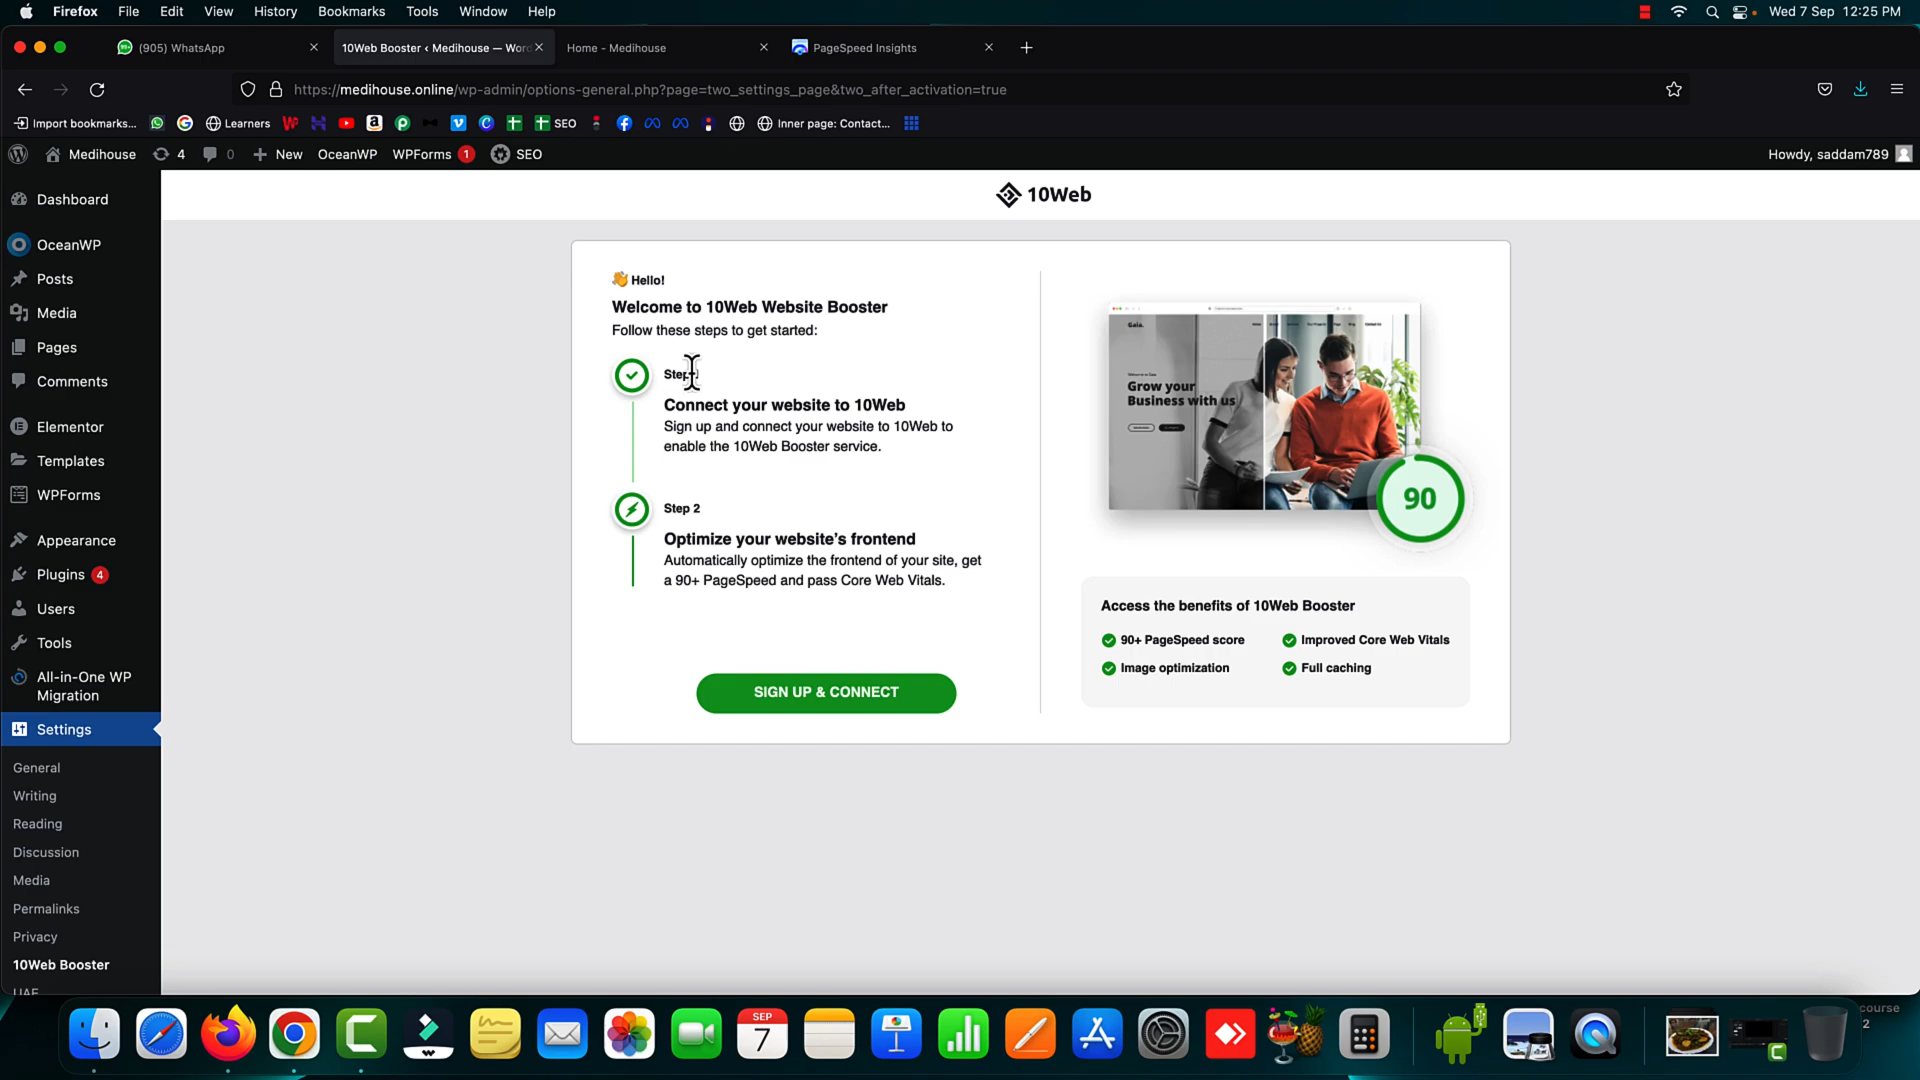 Firefox File Edit View History Bookmarks Tools Window Help Wed 7 Sep 12:25 PM
(905) WhatsApp 10Web Booster ‹ Medihouse — Wor Home - Medihouse PageSpeed Insights
https://medihouse.online/wp-admin/options-general.php?page=two_settings_page&two_after_activation=true
Import bookmarks... Learners SEO Inner page: Contact...
Medihouse 4 0 New OceanWP WPForms 1 SEO Howdy, saddam789
10Web
Dashboard
OceanWP
Posts
Media
Pages
Comments
Elementor
Templates
WPForms
Appearance
Plugins 4
Users
Tools
All-in-One WP
Migration
Settings
General
Writing
Reading
Discussion
Media
Permalinks
Privacy
10Web Booster
UAE
Hello!
Welcome to 10Web Website Booster
Follow these steps to get started:
Step
Connect your website to 10Web
Sign up and connect your website to 10Web to
enable the 10Web Booster service.
Step 2
Optimize your website's frontend
Automatically optimize the frontend of your site, get
a 90+ PageSpeed and pass Core Web Vitals.
SIGN UP & CONNECT
Gaia.
Grow your
Business with us
90
Access the benefits of 10Web Booster
90+ PageSpeed score Improved Core Web Vitals
Image optimization Full caching
SEP
7
course
2